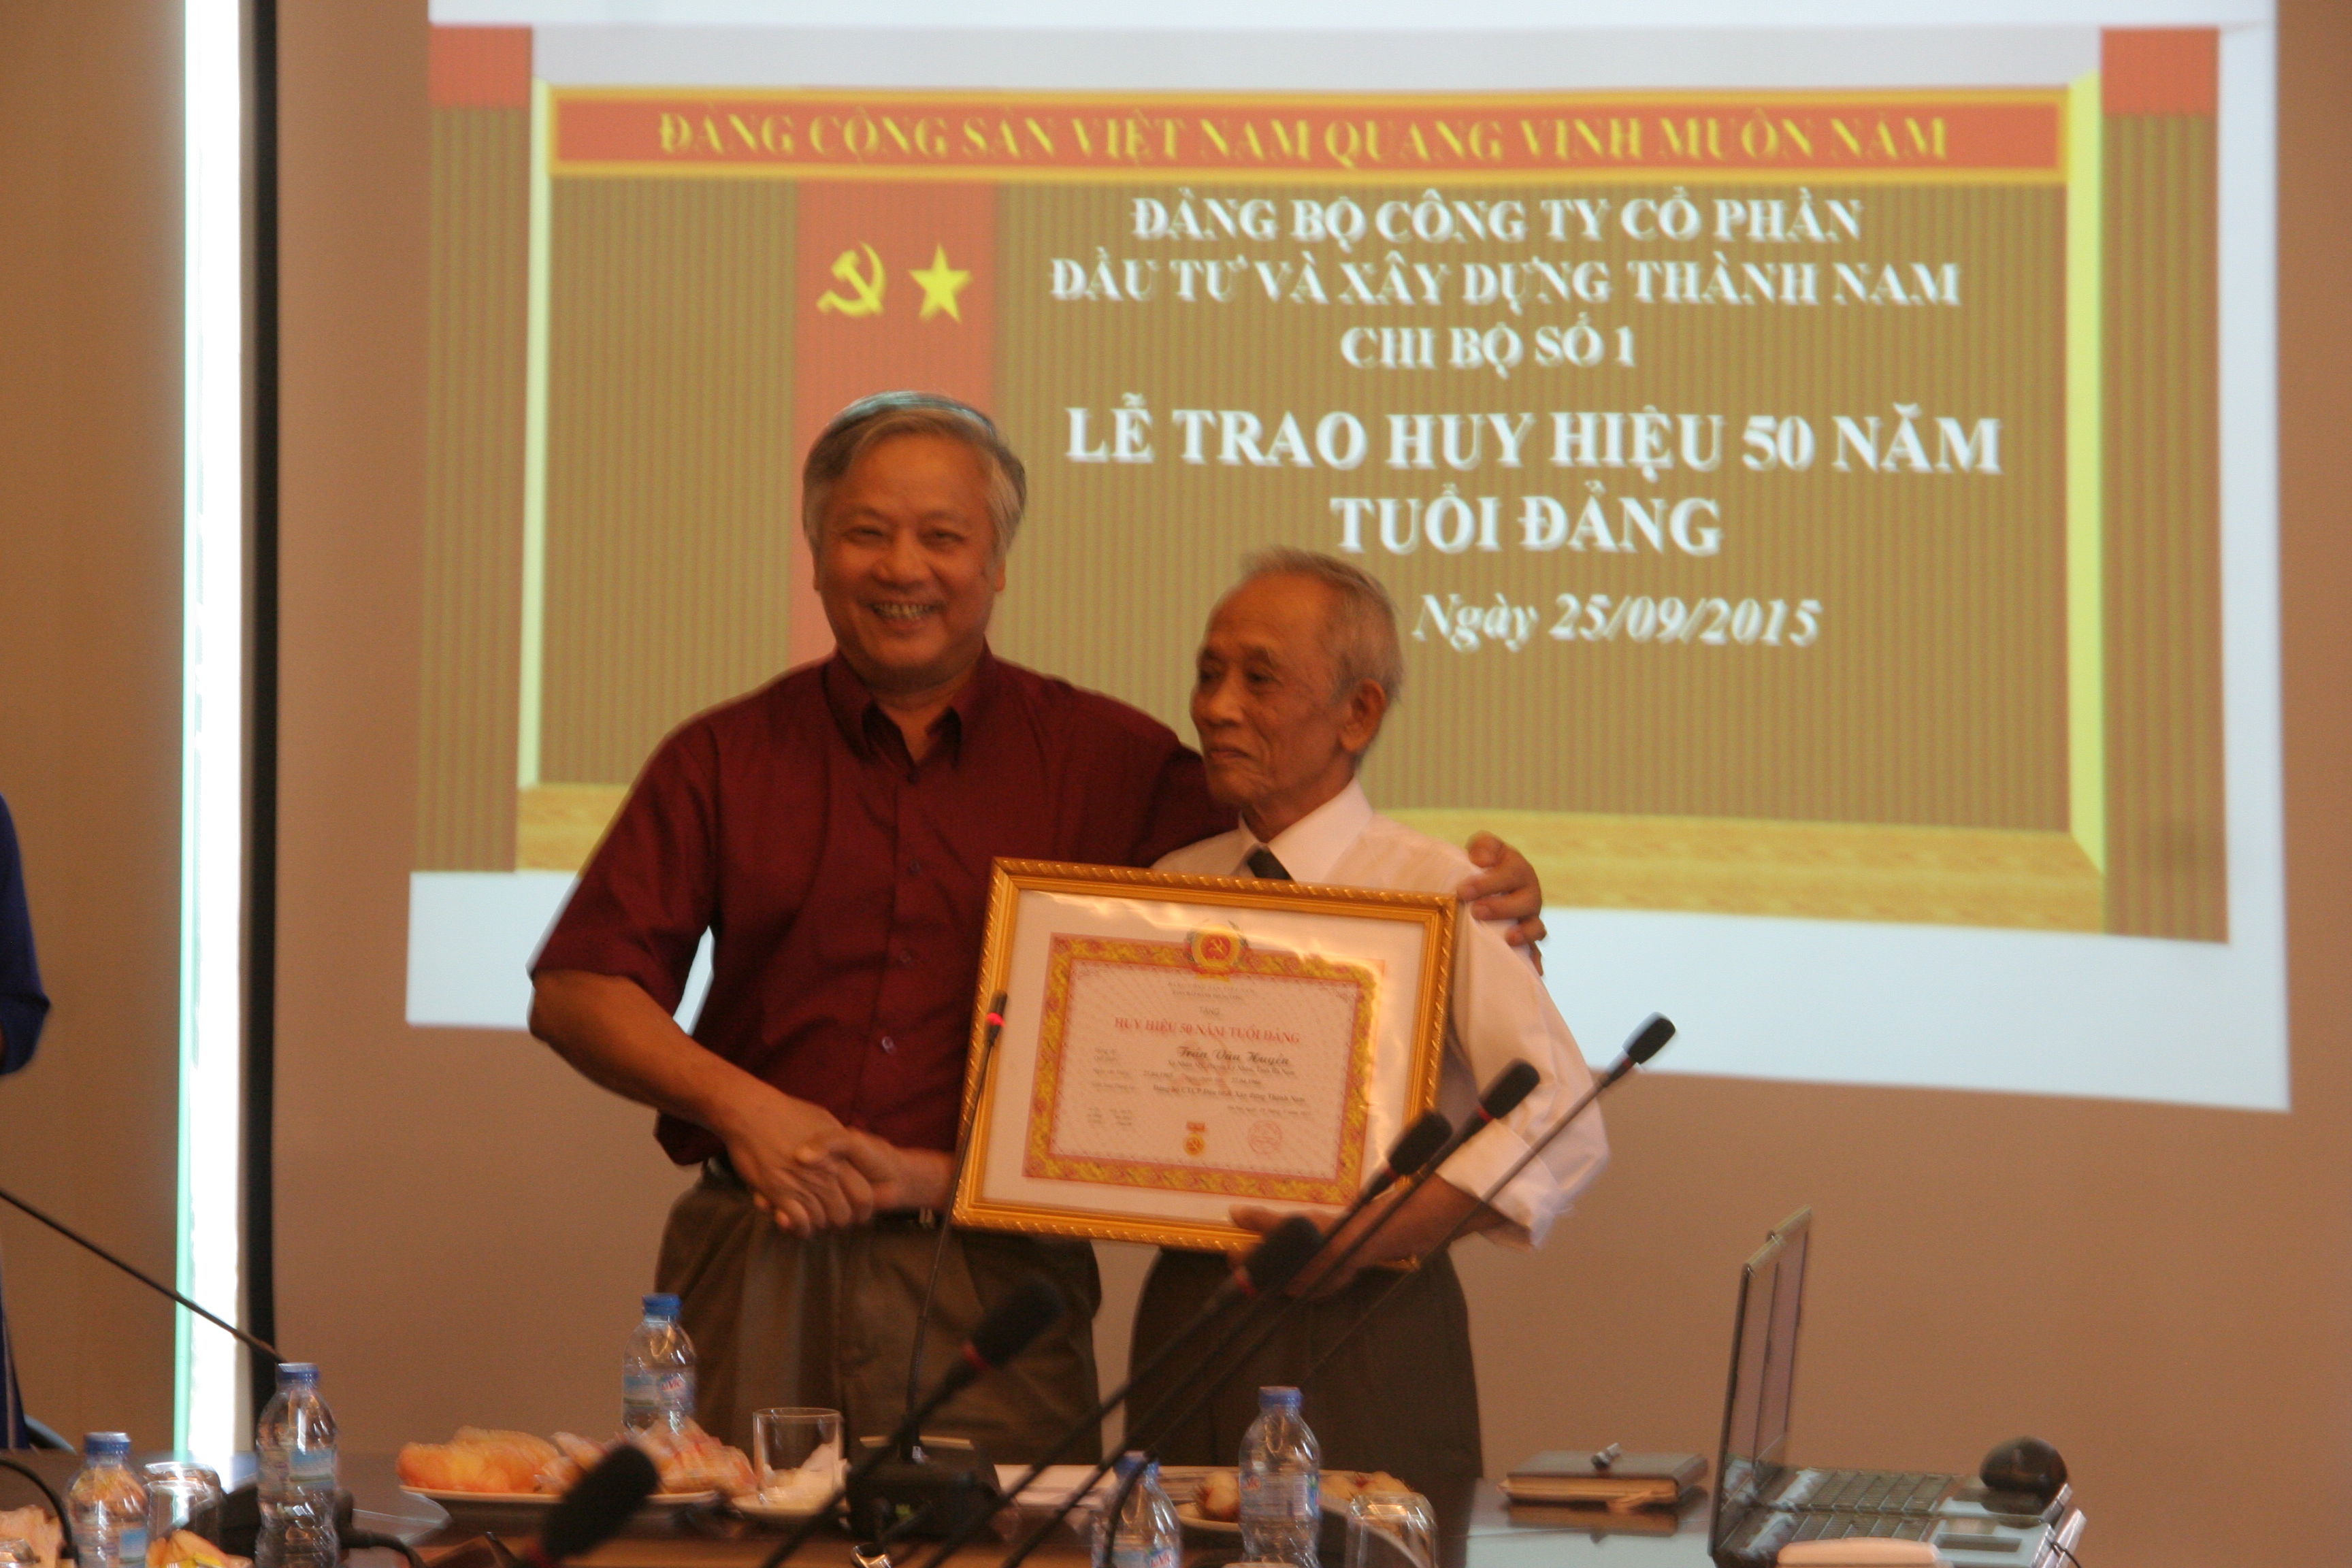 ĐẢNG CỘNG SẢN VIỆT NAM QUANG VINH MUÔN NĂM
ĐẢNG BỘ CÔNG TY CỔ PHẦN
ĐẦU TƯ VÀ XÂY DỰNG THÀNH NAM
CHI BỘ SỐ 1
LỄ TRAO HUY HIỆU 50 NĂM
TUỔI ĐẢNG
Ngày 25/09/2015
TẶNG
HUY HIỆU 50 NĂM TUỔI ĐẢNG